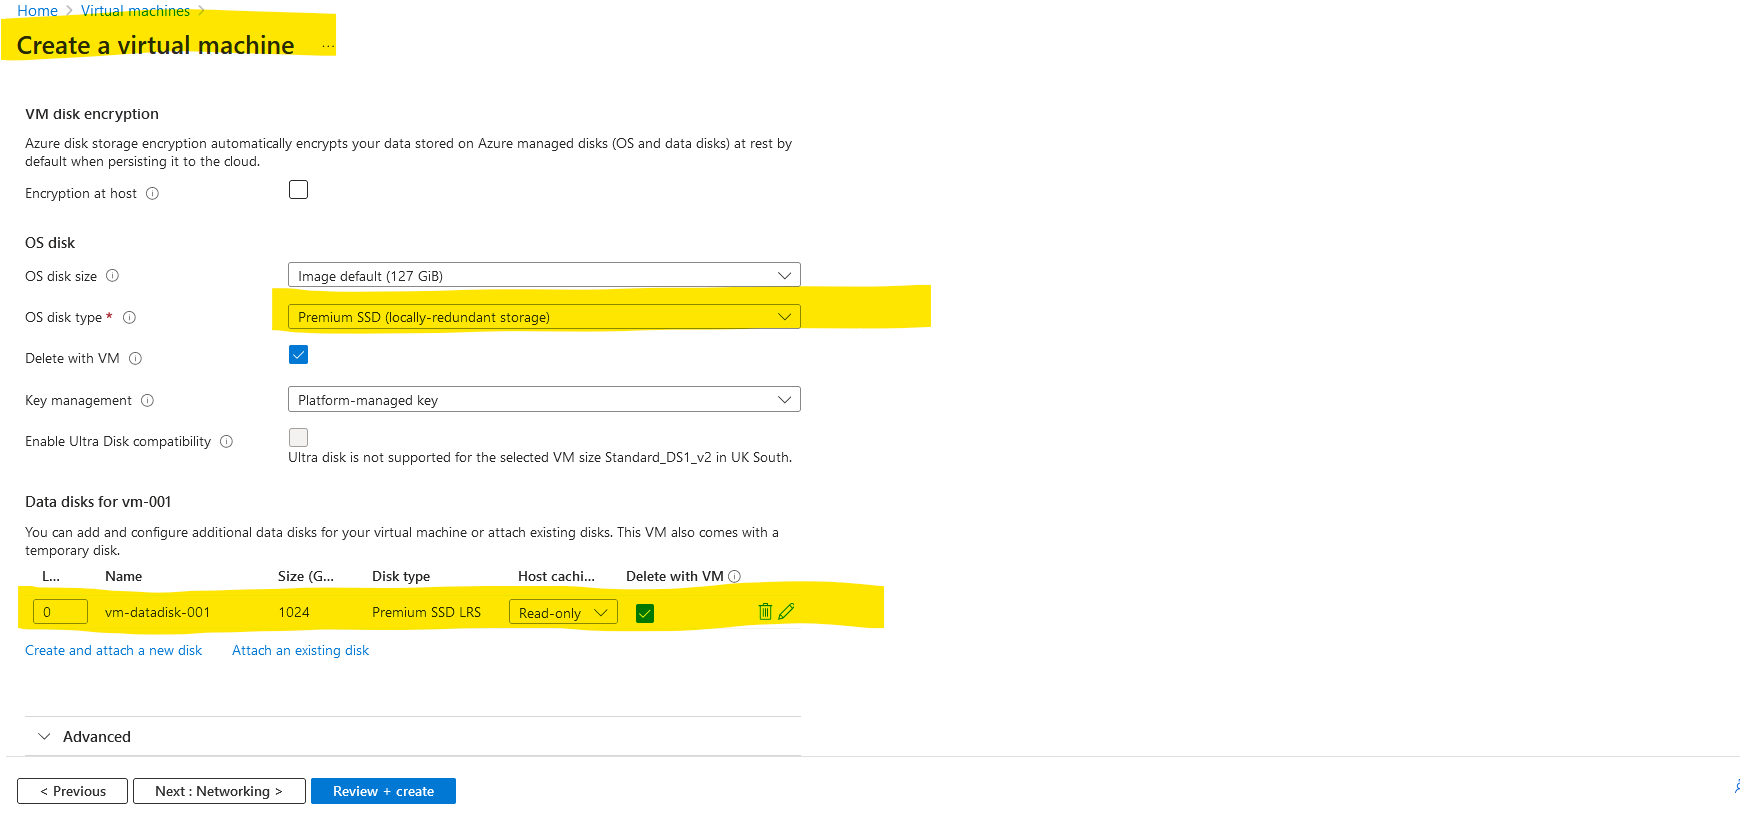 Home > Virtual machines >
Create a virtual machine ...
VM disk encryption
Azure disk storage encryption automatically encrypts your data stored on Azure managed disks (OS and data disks) at rest by
default when persisting it to the cloud.
Encryption at host
OS disk
OS disk size Image default (127 GiB)
OS disk type * Premium SSD (locally-redundant storage)
Delete with VM
Key management Platform-managed key
Enable Ultra Disk compatibility
Ultra disk is not supported for the selected VM size Standard_DS1_v2 in UK South.
Data disks for vm-001
You can add and configure additional data disks for your virtual machine or attach existing disks. This VM also comes with a
temporary disk.
L... Name Size (G... Disk type Host cachi... Delete with VM
0 vm-datadisk-001 1024 Premium SSD LRS Read-only
Create and attach a new disk Attach an existing disk
Advanced
< Previous Next : Networking > Review + create